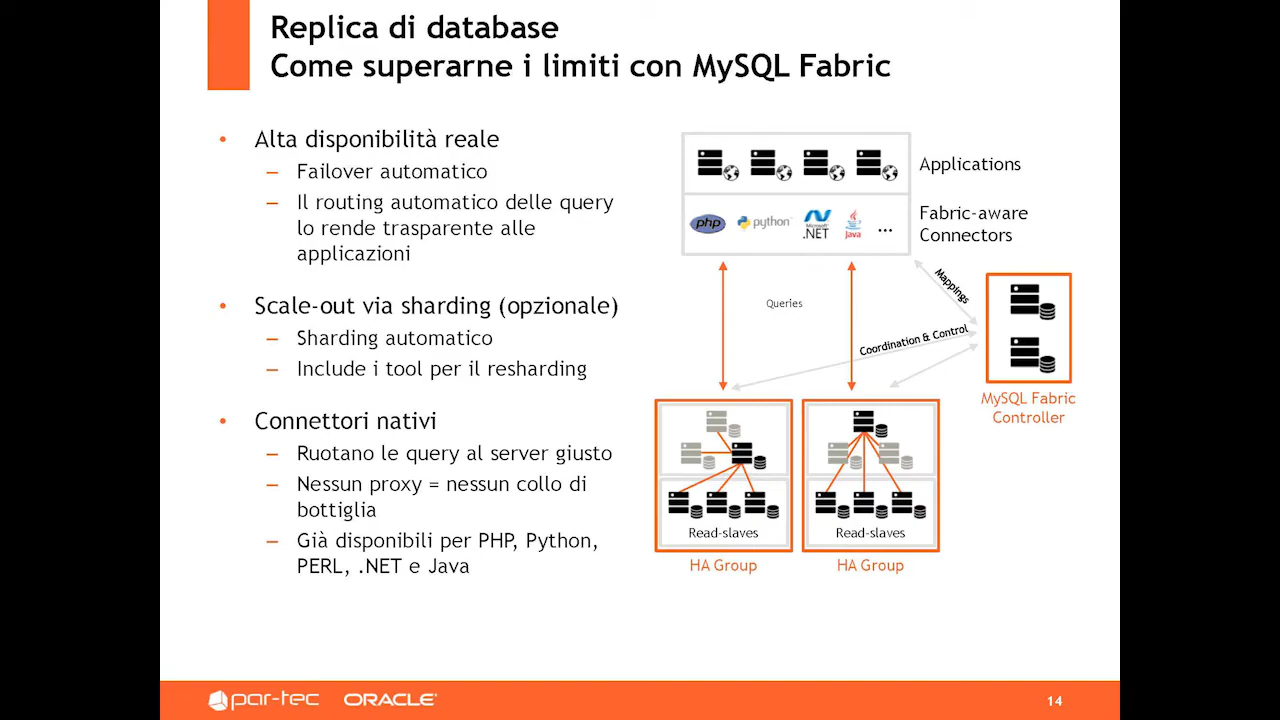 Replica di database
Come superarne i limiti con MySQL Fabric
• Alta disponibilità reale
– Failover automatico
– Il routing automatico delle query
lo rende trasparente alle
applicazioni
• Scale-out via sharding (opzionale)
– Sharding automatico
– Include i tool per il resharding
• Connettori nativi
– Ruotano le query al server giusto
– Nessun proxy = nessun collo di
bottiglia
– Già disponibili per PHP, Python,
PERL, .NET e Java
Applications
php python Microsoft .NET Java ...
Fabric-aware
Connectors
Queries
Mappings
Coordination & Control
MySQL Fabric
Controller
Read-slaves
Read-slaves
HA Group
HA Group
par-tec ORACLE
14